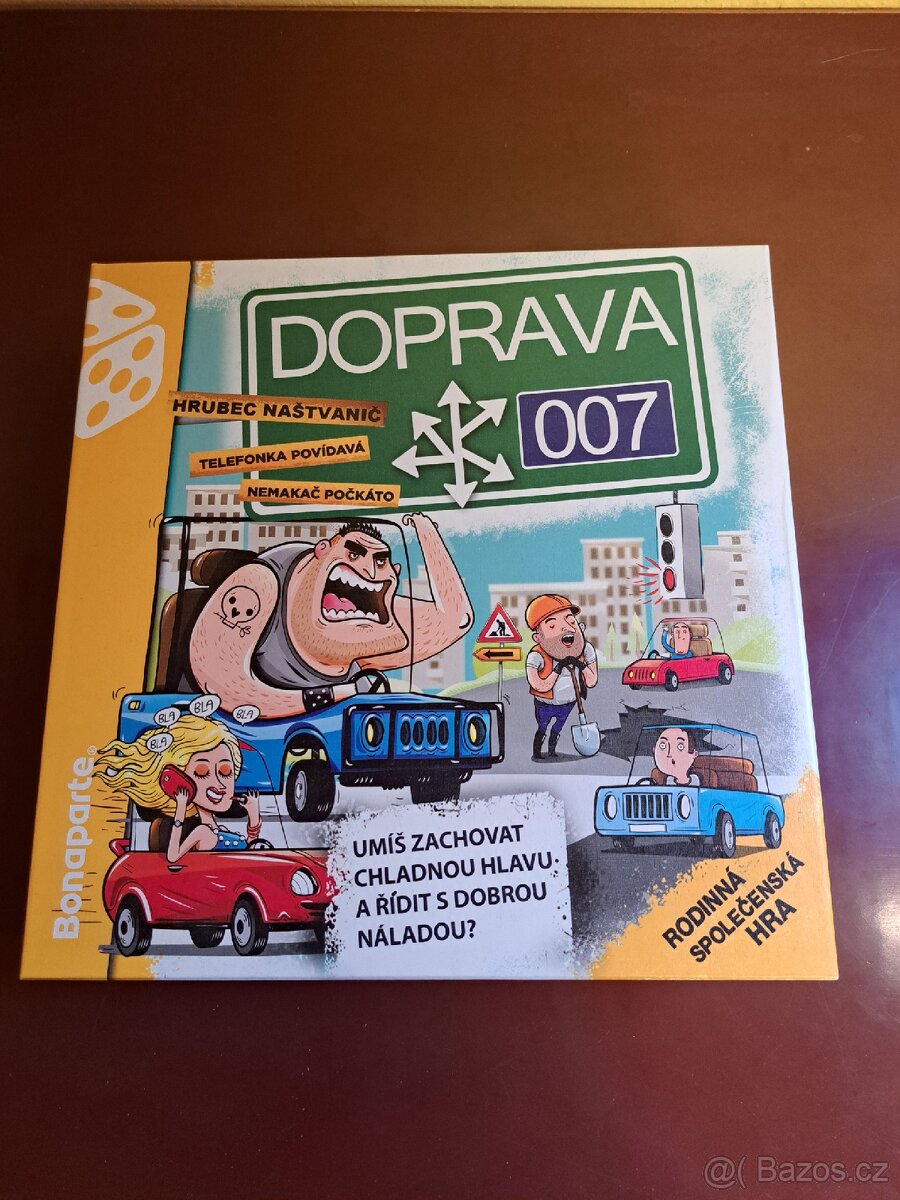 DOPRAVA
007
HRUBEC NAŠTVANIČ
TELEFONKA POVÍDAVÁ
NEMAKAČ POČKÁTO
BLA
BLA
BLA
BLA
Bonaparte®
UMÍŠ ZACHOVAT
CHLADNOU HLAVU
A ŘÍDIT S DOBROU
NÁLADOU?
RODINNÁ
SPOLEČENSKÁ
HRA
@( Bazos.cz